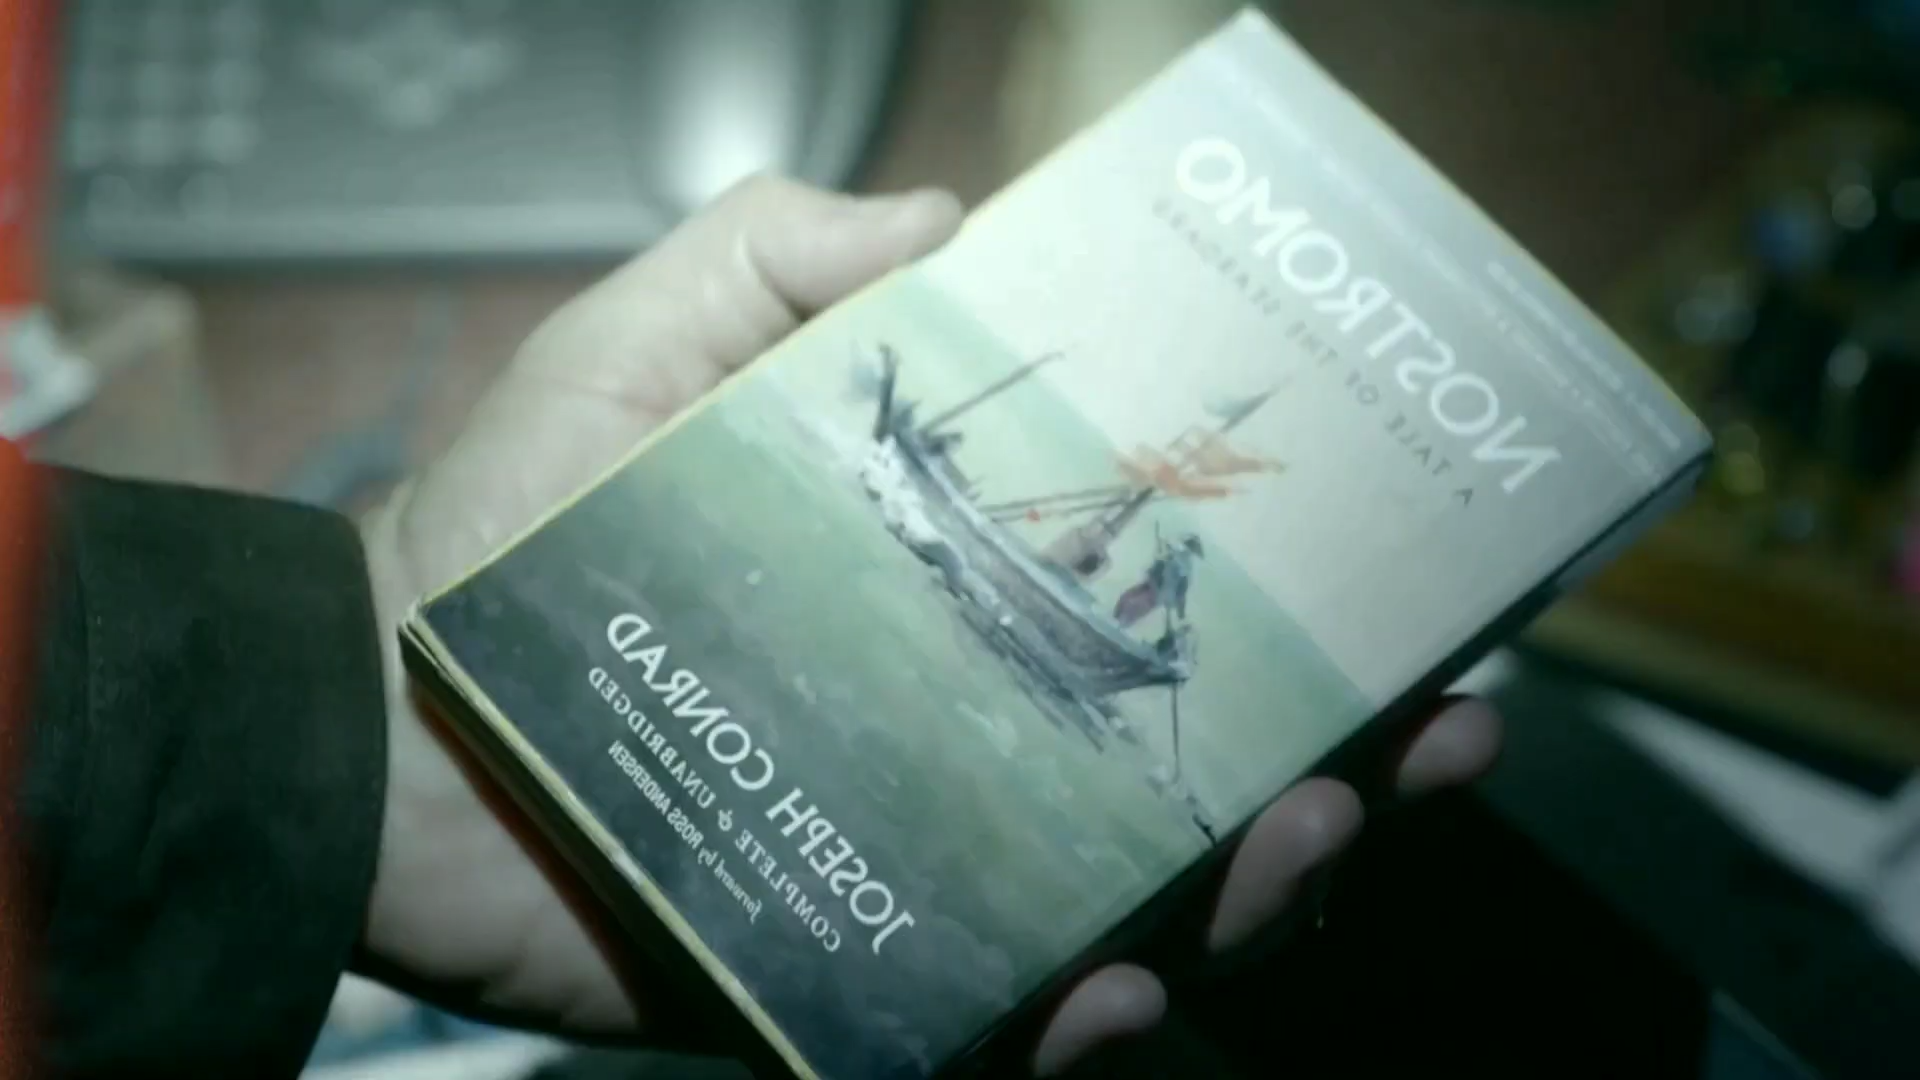 NOSTROMO
A TALE OF THE SEABOARD
JOSEPH CONRAD
COMPLETE & UNABRIDGED
foreword by ROSS ANDERSEN